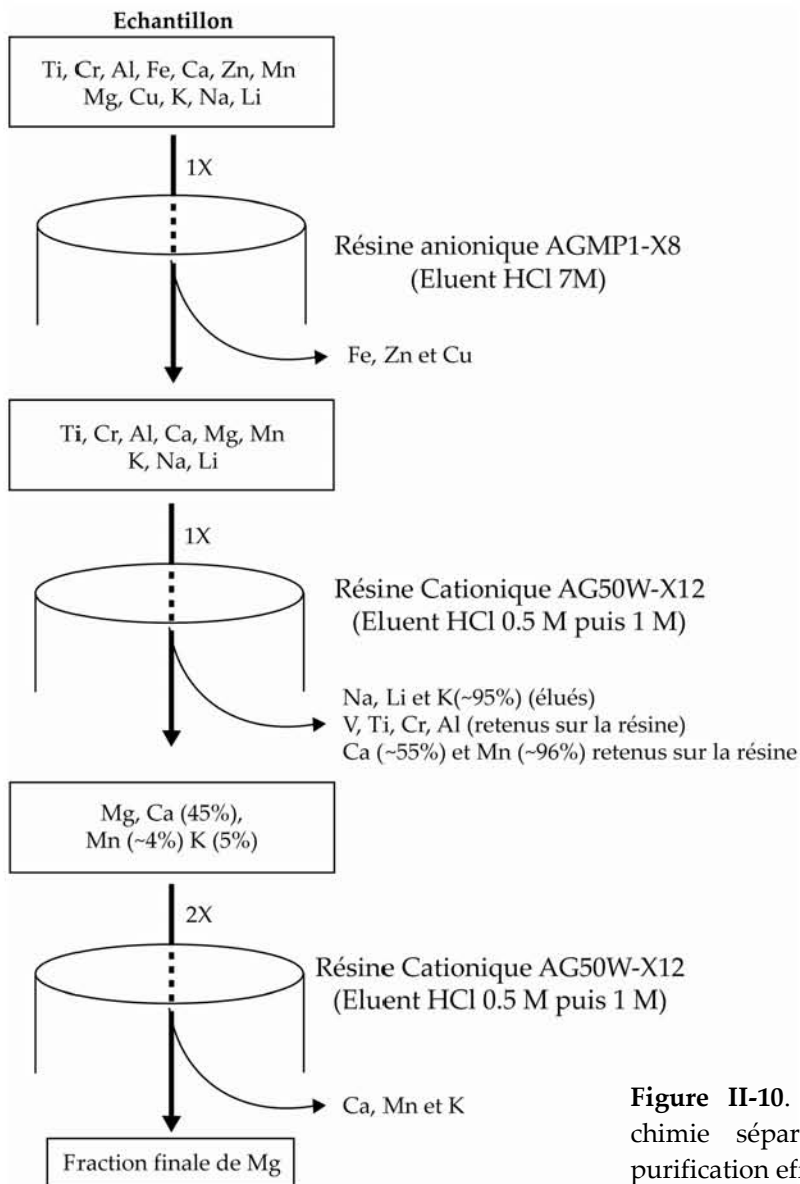 Echantillon
Ti, Cr, Al, Fe, Ca, Zn, Mn
Mg, Cu, K, Na, Li
1X
Résine anionique AGMP1-X8
(Eluent HCl 7M)
Fe, Zn et Cu
Ti, Cr, Al, Ca, Mg, Mn
K, Na, Li
1X
Résine Cationique AG50W-X12
(Eluent HCl 0.5 M puis 1 M)
Na, Li et K(~95%) (élués)
V, Ti, Cr, Al (retenus sur la résine)
Ca (~55%) et Mn (~96%) retenus sur la résine
Mg, Ca (45%),
Mn (~4%) K (5%)
2X
Résine Cationique AG50W-X12
(Eluent HCl 0.5 M puis 1 M)
Ca, Mn et K
Fraction finale de Mg
Figure II-10.
chimie sépar
purification ef